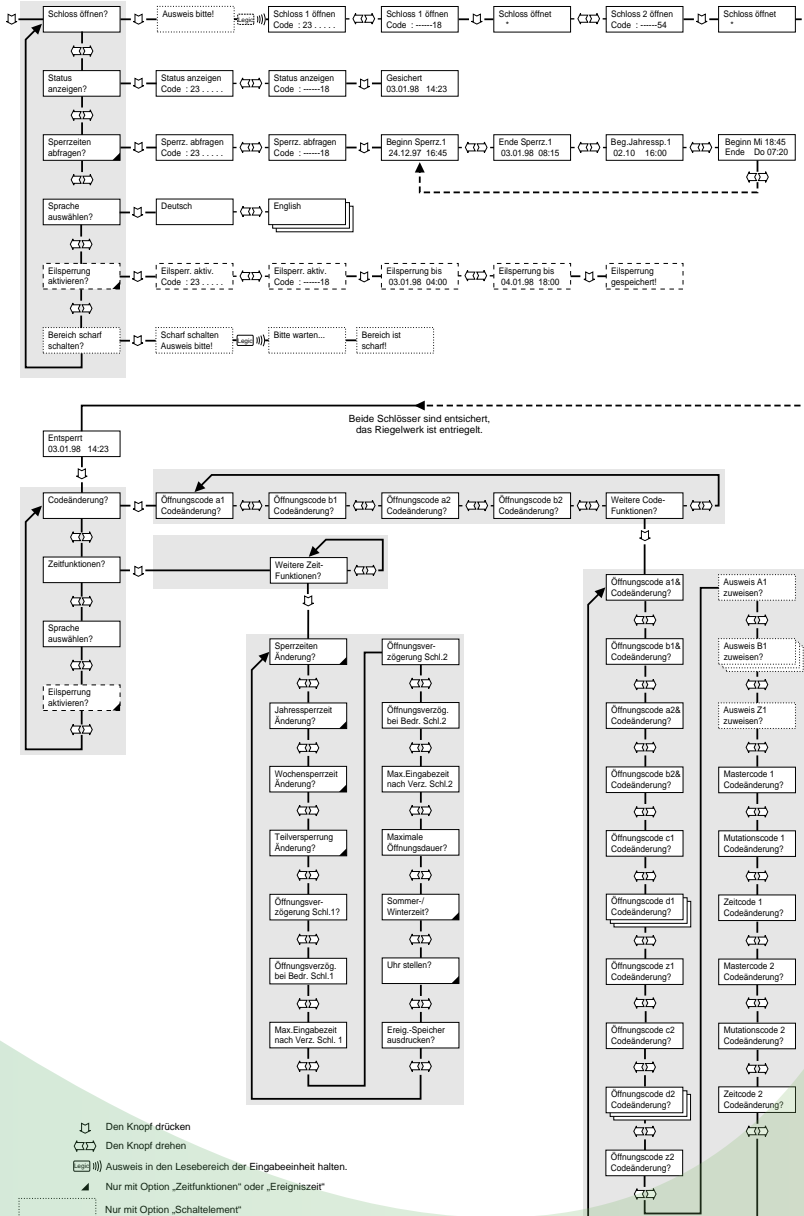 Schloss öffnen?
Ausweis bitte!
Legic
Schloss 1 öffnen
Code : 23 . . . . .
Schloss 1 öffnen
Code : ------18
Schloss öffnet
*
Schloss 2 öffnen
Code : ------54
Schloss öffnet
*
Status
anzeigen?
Status anzeigen
Code : 23 . . . . .
Status anzeigen
Code : ------18
Gesichert
03.01.98 14:23
Sperrzeiten
abfragen?
Sperrz. abfragen
Code : 23 . . . . .
Sperrz. abfragen
Code : ------18
Beginn Sperrz.1
24.12.97 16:45
Ende Sperrz.1
03.01.98 08:15
Beg.Jahressp.1
02.10 16:00
Beginn Mi 18:45
Ende Do 07:20
Sprache
auswählen?
Deutsch
English
Eilsperrung
aktivieren?
Eilsperr. aktiv.
Code : 23 . . . . .
Eilsperr. aktiv.
Code : ------18
Eilsperrung bis
03.01.98 04:00
Eilsperrung bis
04.01.98 18:00
Eilsperrung
gespeichert!
Bereich scharf
schalten?
Scharf schalten
Ausweis bitte!
Legic
Bitte warten...
Bereich ist
scharf!
Beide Schlösser sind entsichert,
das Riegelwerk ist entriegelt.
Entsperrt
03.01.98 14:23
Codeänderung?
Öffnungscode a1
Codeänderung?
Öffnungscode b1
Codeänderung?
Öffnungscode a2
Codeänderung?
Öffnungscode b2
Codeänderung?
Weitere Code-
Funktionen?
Zeitfunktionen?
Weitere Zeit-
Funktionen?
Sprache
auswählen?
Eilsperrung
aktivieren?
Sperrzeiten
Änderung?
Jahressperrzeit
Änderung?
Wochensperrzeit
Änderung?
Teilversperrung
Änderung?
Öffnungsver-
zögerung Schl.1?
Öffnungsverzög.
bei Bedr. Schl.1
Max.Eingabezeit
nach Verz. Schl. 1
Öffnungsver-
zögerung Schl.2
Öffnungsverzög.
bei Bedr. Schl.2
Max.Eingabezeit
nach Verz. Schl.2
Maximale
Öffnungsdauer?
Sommer-/
Winterzeit?
Uhr stellen?
Ereig.-Speicher
ausdrucken?
Öffnungscode a1&
Codeänderung?
Öffnungscode b1&
Codeänderung?
Öffnungscode a2&
Codeänderung?
Öffnungscode b2&
Codeänderung?
Öffnungscode c1
Codeänderung?
Öffnungscode d1
Codeänderung?
Öffnungscode z1
Codeänderung?
Öffnungscode c2
Codeänderung?
Öffnungscode d2
Codeänderung?
Öffnungscode z2
Codeänderung?
Ausweis A1
zuweisen?
Ausweis B1
zuweisen?
Ausweis Z1
zuweisen?
Mastercode 1
Codeänderung?
Mutationscode 1
Codeänderung?
Zeitcode 1
Codeänderung?
Mastercode 2
Codeänderung?
Mutationscode 2
Codeänderung?
Zeitcode 2
Codeänderung?
Den Knopf drücken
Den Knopf drehen
Legic Ausweis in den Lesebereich der Eingabeeinheit halten.
Nur mit Option „Zeitfunktionen" oder „Ereigniszeit"
Nur mit Option „Schaltelement"